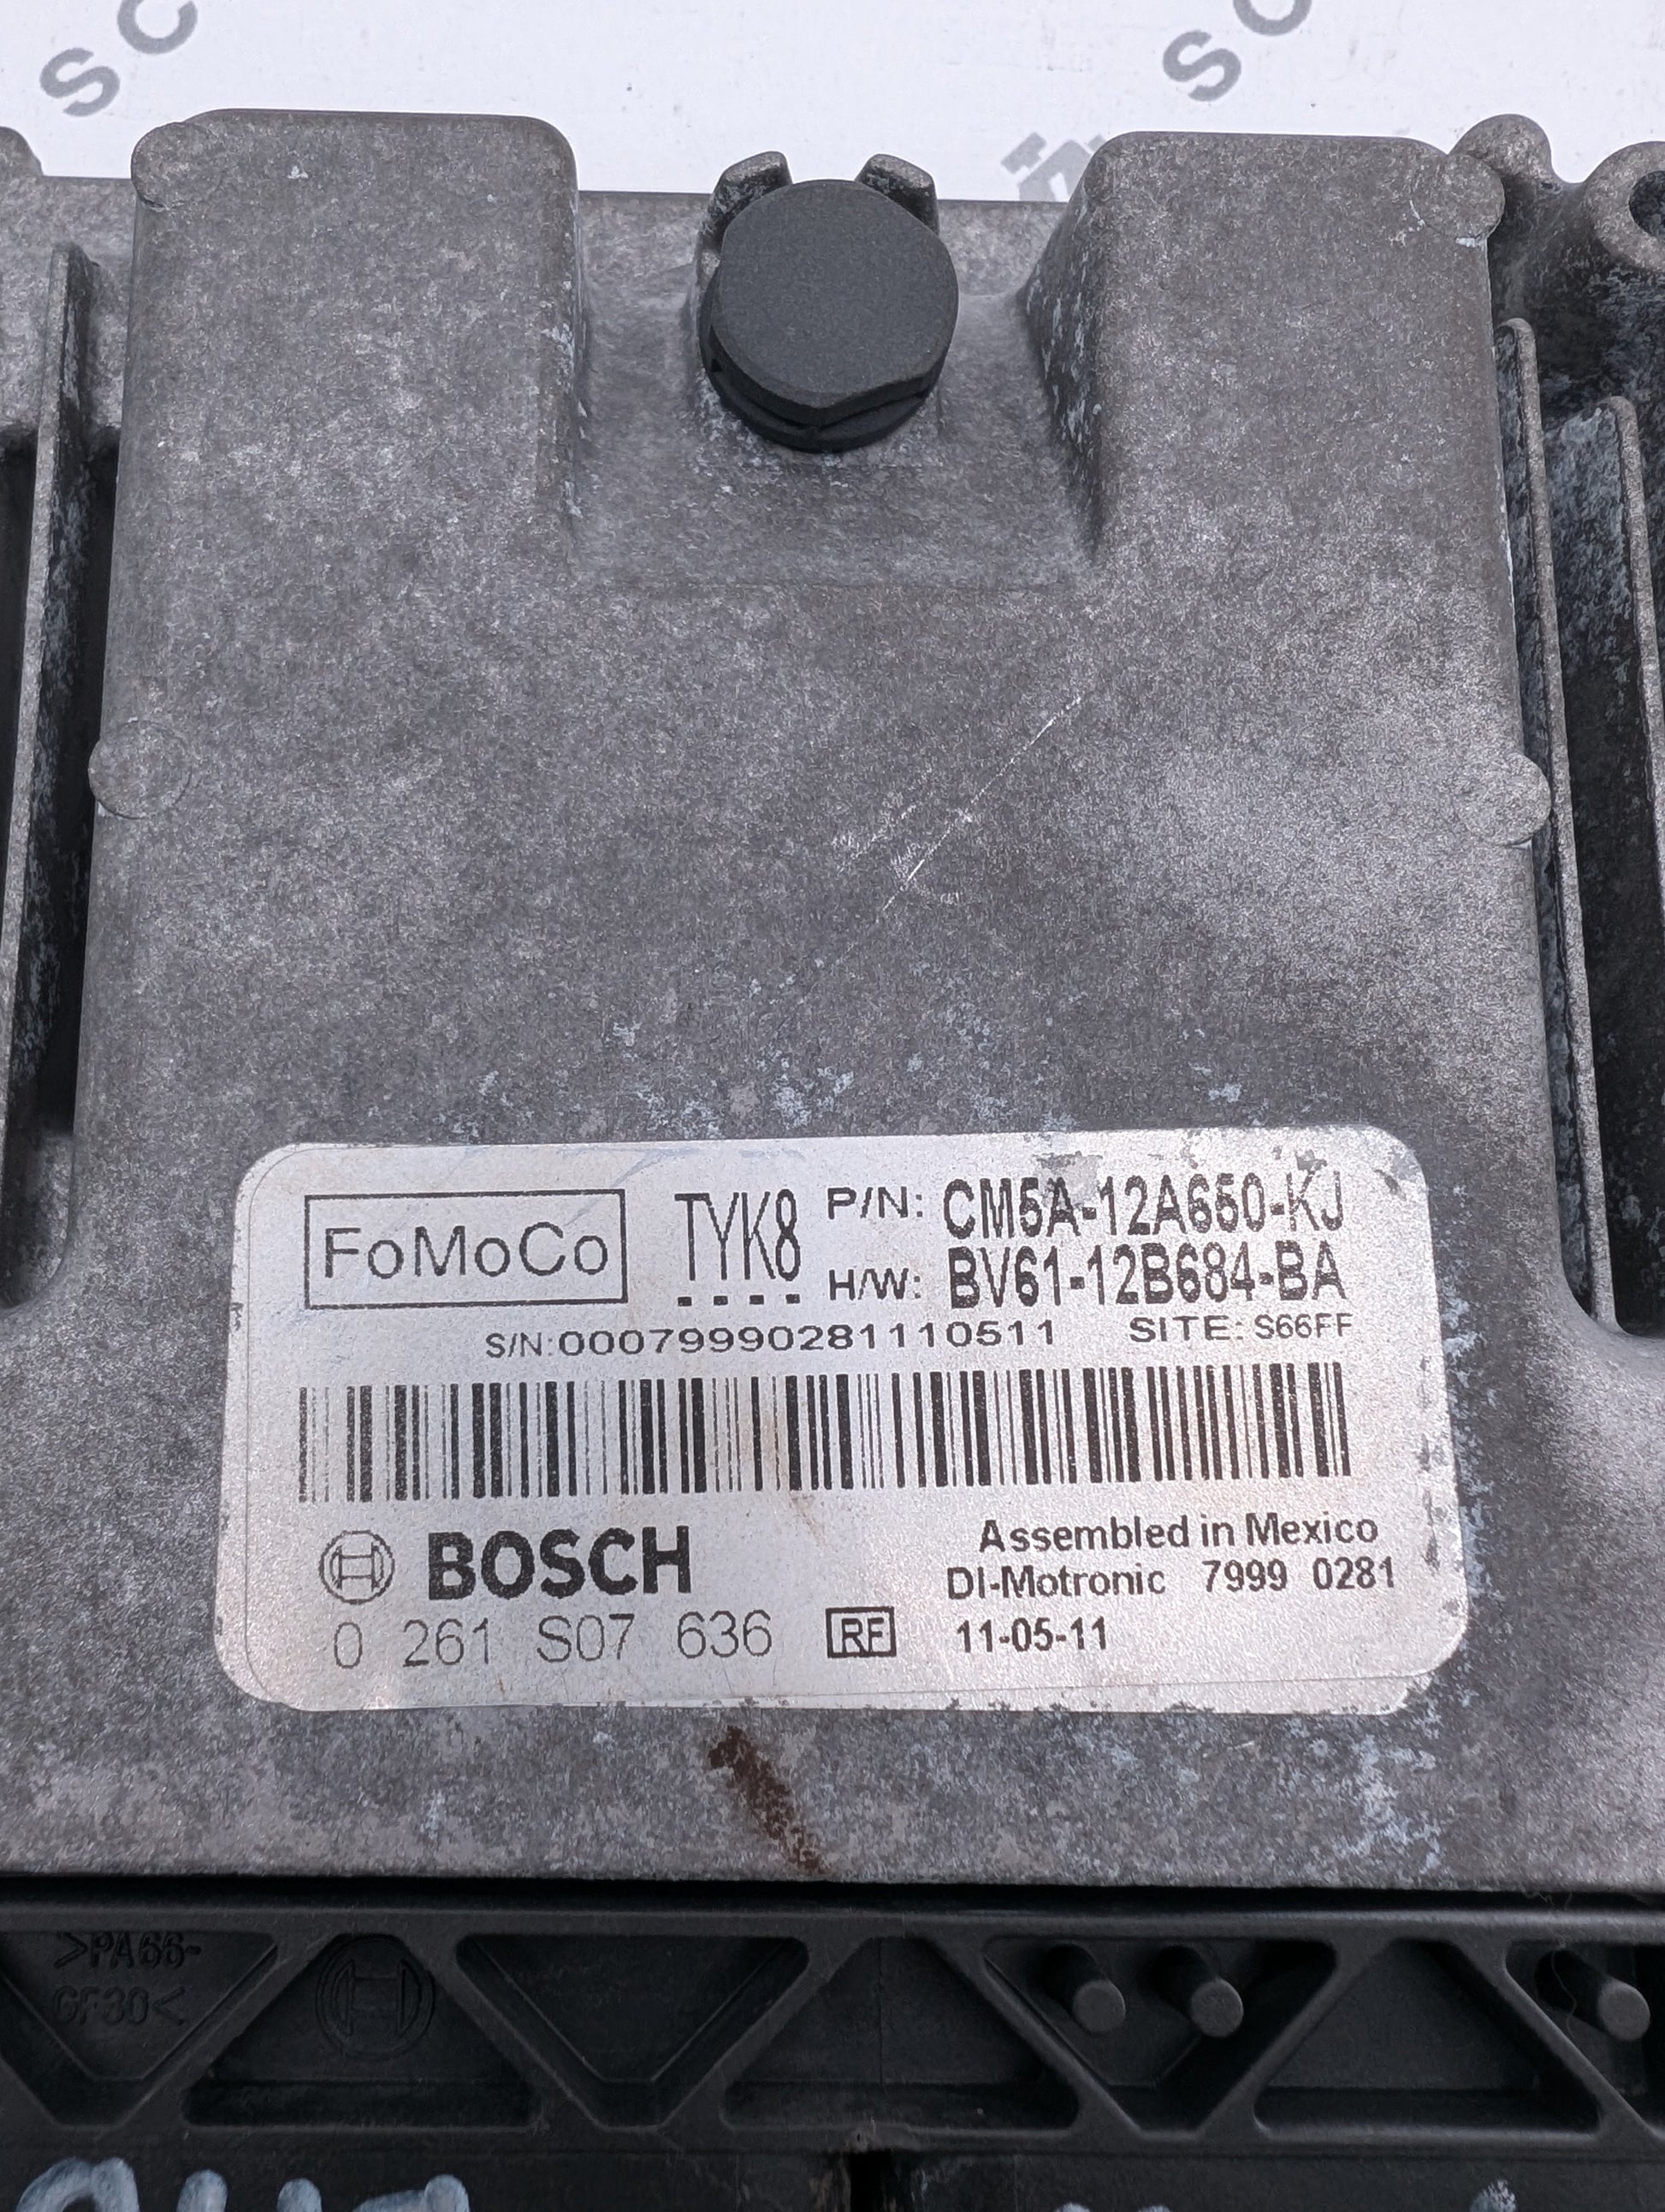 FoMoCo
TYK8
P/N: CM5A-12A650-KJ
H/W: BV61-12B684-BA
S/N:00079990281110511 SITE: S66FF
BOSCH
0 261 S07 636
RF
Assembled in Mexico
DI-Motronic 7999 0281
11-05-11
>PA66-
GF30<